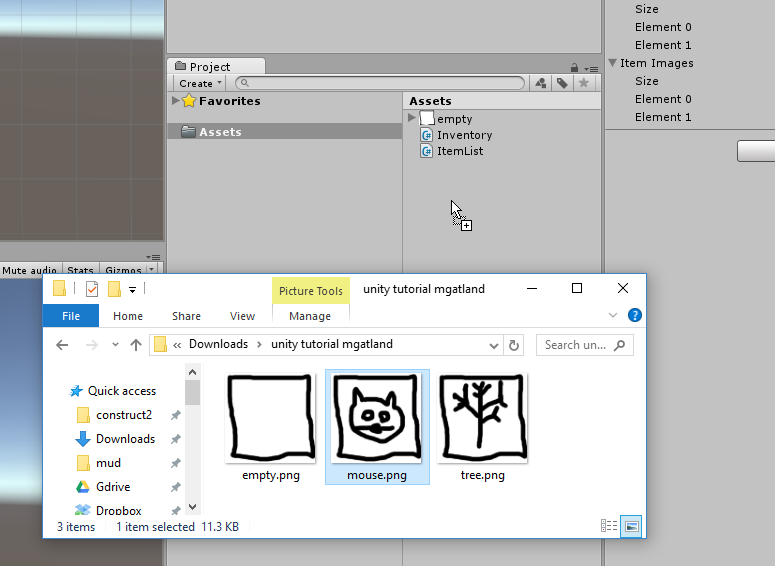 Size
Element 0
Element 1
Item Images
Size
Element 0
Element 1
Project
Create
Favorites
Assets
Assets
empty
Inventory
ItemList
Mute audio
Stats
Gizmos
Picture Tools
unity tutorial mgatland
File
Home
Share
View
Manage
Downloads
unity tutorial mgatland
Search un...
Quick access
construct2
Downloads
mud
Gdrive
Dropbox
empty.png
mouse.png
tree.png
3 items
1 item selected 11.3 KB